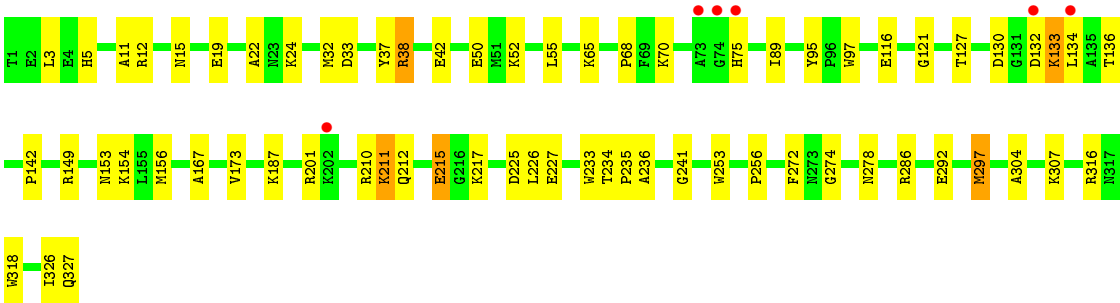 T1 E2 L3 E4 H5 A11 R12 N15 E19 A22 N23 K24 M32 D33 Y37 R38 E42 E50 M51 K52 L55 K65 P68 F69 K70 A73 G74 H75 I89 Y95 P96 W97 E116 G121 T127 D130 G131 D132 K133 L134 A135 T136
P142 R149 N153 K154 L155 M156 A167 V173 K187 R201 K202 R210 K211 Q212 E215 G216 K217 D225 L226 E227 W233 T234 P235 A236 G241 W253 P256 F272 N273 G274 N278 R286 E292 M297 A304 K307 R316 N317
W318 I326 Q327